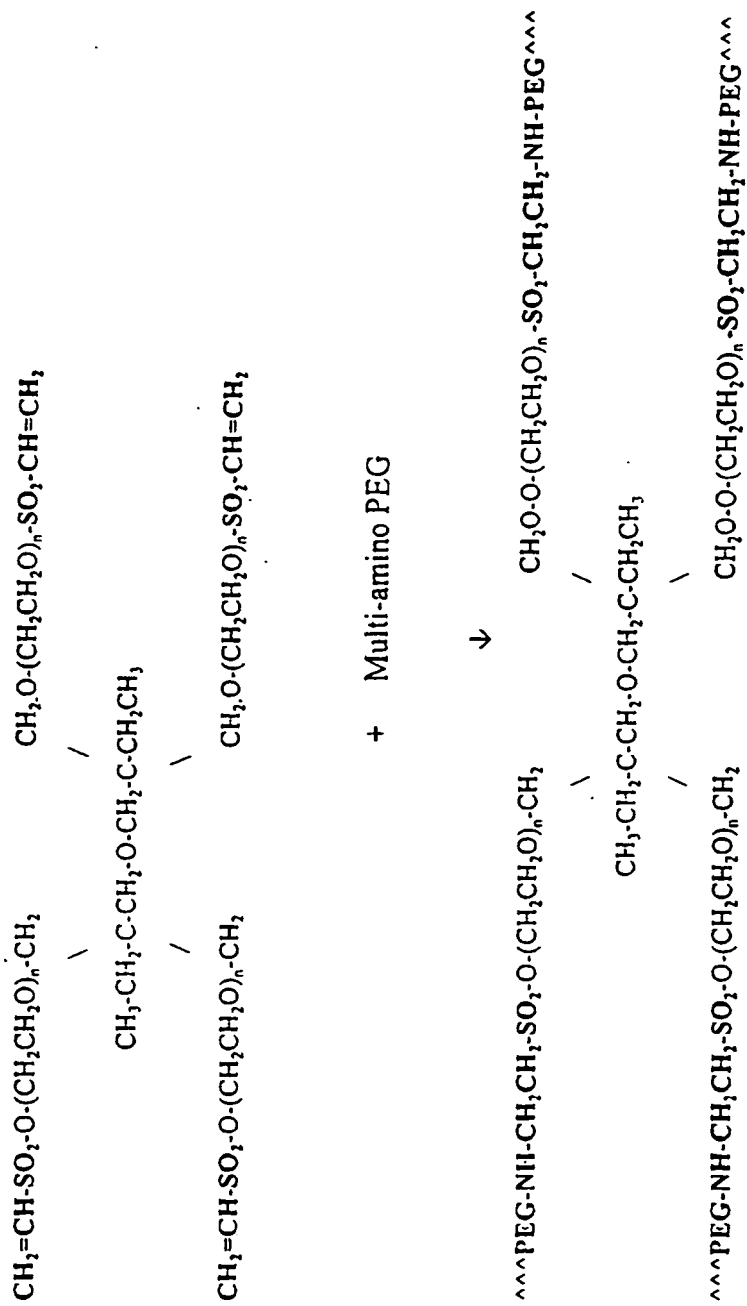 CH₂=CH-SO₂-O-(CH₂CH₂O)ₙ-CH₂ CH₂-O-(CH₂CH₂O)ₙ-SO₂-CH=CH₂
\ /
CH₃-CH₂-C-CH₂-O-CH₂-C-CH₂CH₃
/ \
CH₂=CH-SO₂-O-(CH₂CH₂O)ₙ-CH₂ CH₂-O-(CH₂CH₂O)ₙ-SO₂-CH=CH₂
+ Multi-amino PEG
↓
^^^PEG-NH-CH₂CH₂-SO₂-O-(CH₂CH₂O)ₙ-CH₂ CH₂O-O-(CH₂CH₂O)ₙ-SO₂-CH₂CH₂-NH-PEG^^^
\ /
CH₃-CH₂-C-CH₂-O-CH₂-C-CH₂CH₃
/ \
^^^PEG-NH-CH₂CH₂-SO₂-O-(CH₂CH₂O)ₙ-CH₂ CH₂O-O-(CH₂CH₂O)ₙ-SO₂-CH₂CH₂-NH-PEG^^^